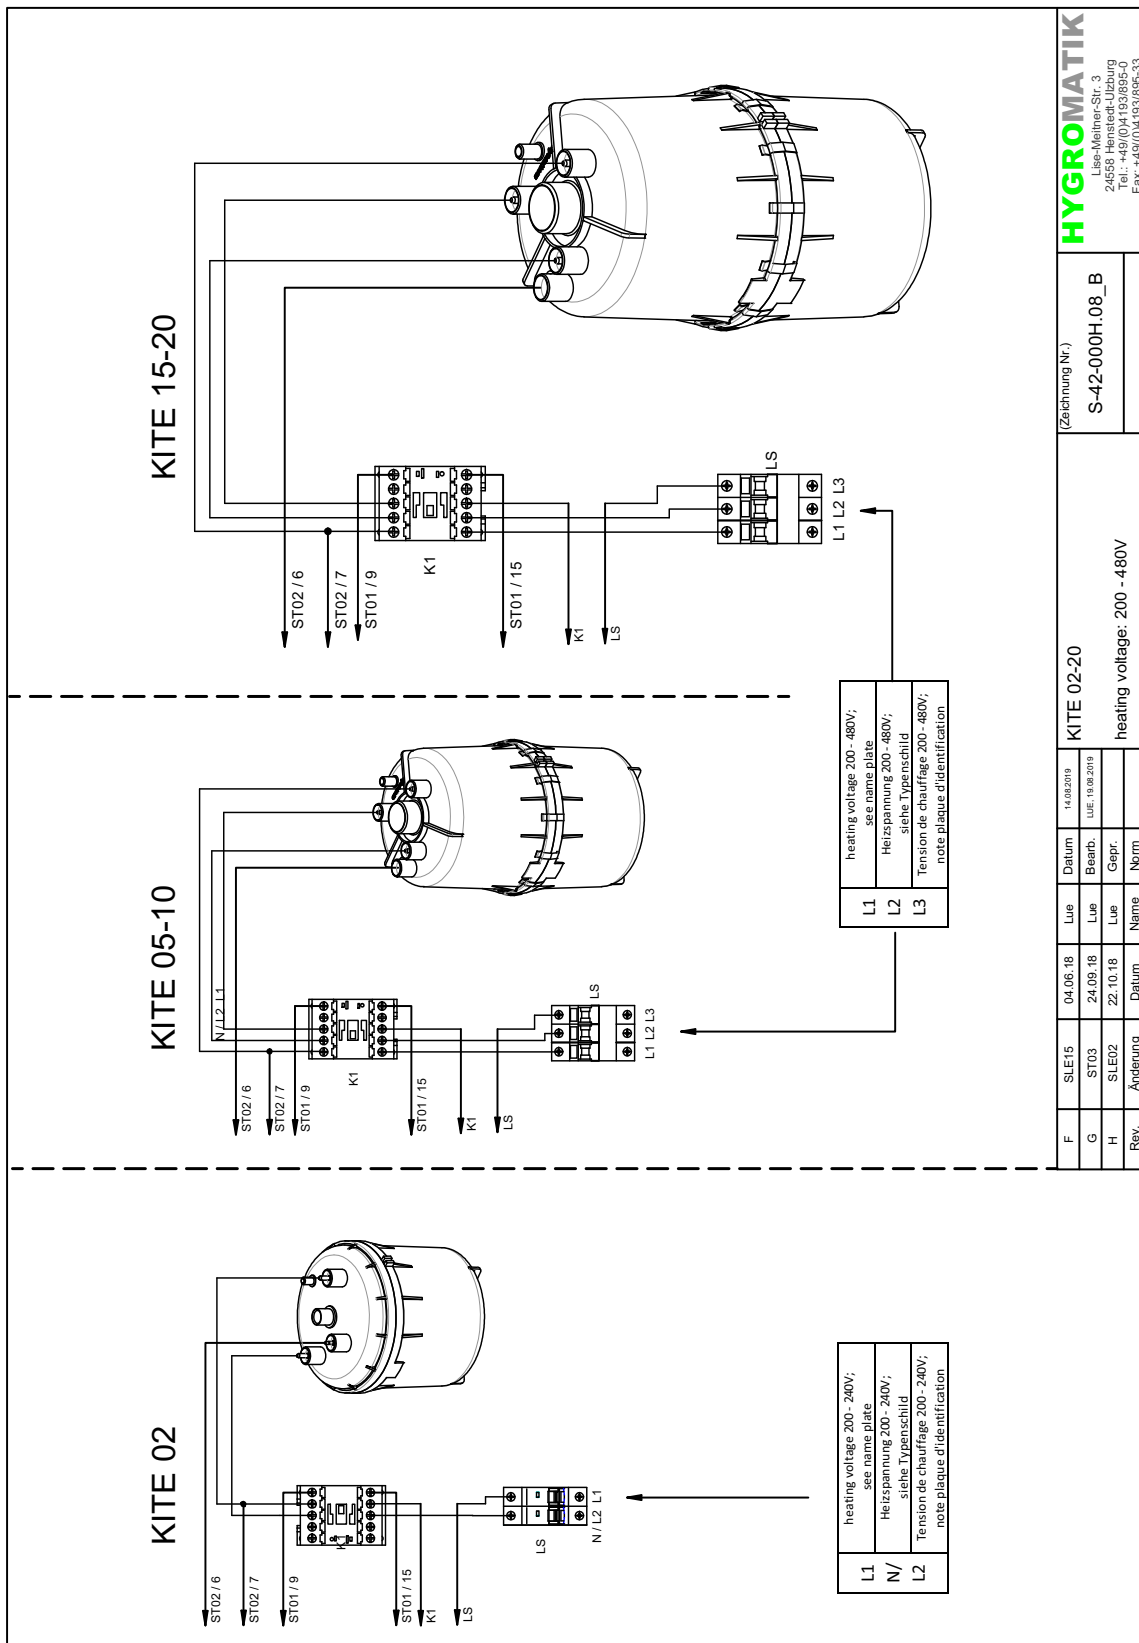 KITE 02
ST02 / 6
ST02 / 7
ST01 / 9
K1
ST01 / 15
K1
LS
LS
N / L2 L1
L1
N/
L2
heating voltage 200 - 240V;
see name plate
Heizspannung 200 - 240V;
siehe Typenschild
Tension de chauffage 200 - 240V;
note plaque d'identification
KITE 05-10
N / L2 L1
ST02 / 6
ST02 / 7
ST01 / 9
K1
ST01 / 15
K1
LS
LS
L1 L2 L3
KITE 15-20
ST02 / 6
ST02 / 7
ST01 / 9
K1
ST01 / 15
K1
LS
LS
L1 L2 L3
L1
L2
L3
heating voltage 200 - 480V;
see name plate
Heizspannung 200 - 480V;
siehe Typenschild
Tension de chauffage 200 - 480V;
note plaque d'identification
F SLE15 04.06.18 Lue Datum 14.08.2019
G ST03 24.09.18 Lue Bearb. LUE, 19.08.2019
H SLE02 22.10.18 Lue Gepr.
Rev. Änderung Datum Name Norm
KITE 02-20
heating voltage: 200 - 480V
(Zeichnung Nr.)
S-42-000H.08_B
HYGROMATIK
Lise-Meitner-Str. 3
24558 Henstedt-Ulzburg
Tel.: +49/(0)4193/895-0
Fax: +49/(0)4193/895-33